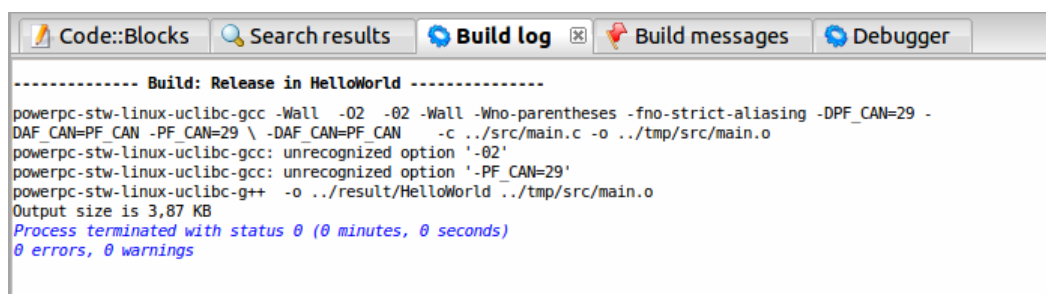 Code::Blocks Search results Build log Build messages Debugger
-------------- Build: Release in HelloWorld ---------------
powerpc-stw-linux-uclibc-gcc -Wall  -O2  -02 -Wall -Wno-parentheses -fno-strict-aliasing -DPF_CAN=29 -
DAF_CAN=PF_CAN -PF_CAN=29 \ -DAF_CAN=PF_CAN    -c ../src/main.c -o ../tmp/src/main.o
powerpc-stw-linux-uclibc-gcc: unrecognized option '-02'
powerpc-stw-linux-uclibc-gcc: unrecognized option '-PF_CAN=29'
powerpc-stw-linux-uclibc-g++  -o ../result/HelloWorld ../tmp/src/main.o
Output size is 3,87 KB
Process terminated with status 0 (0 minutes, 0 seconds)
0 errors, 0 warnings